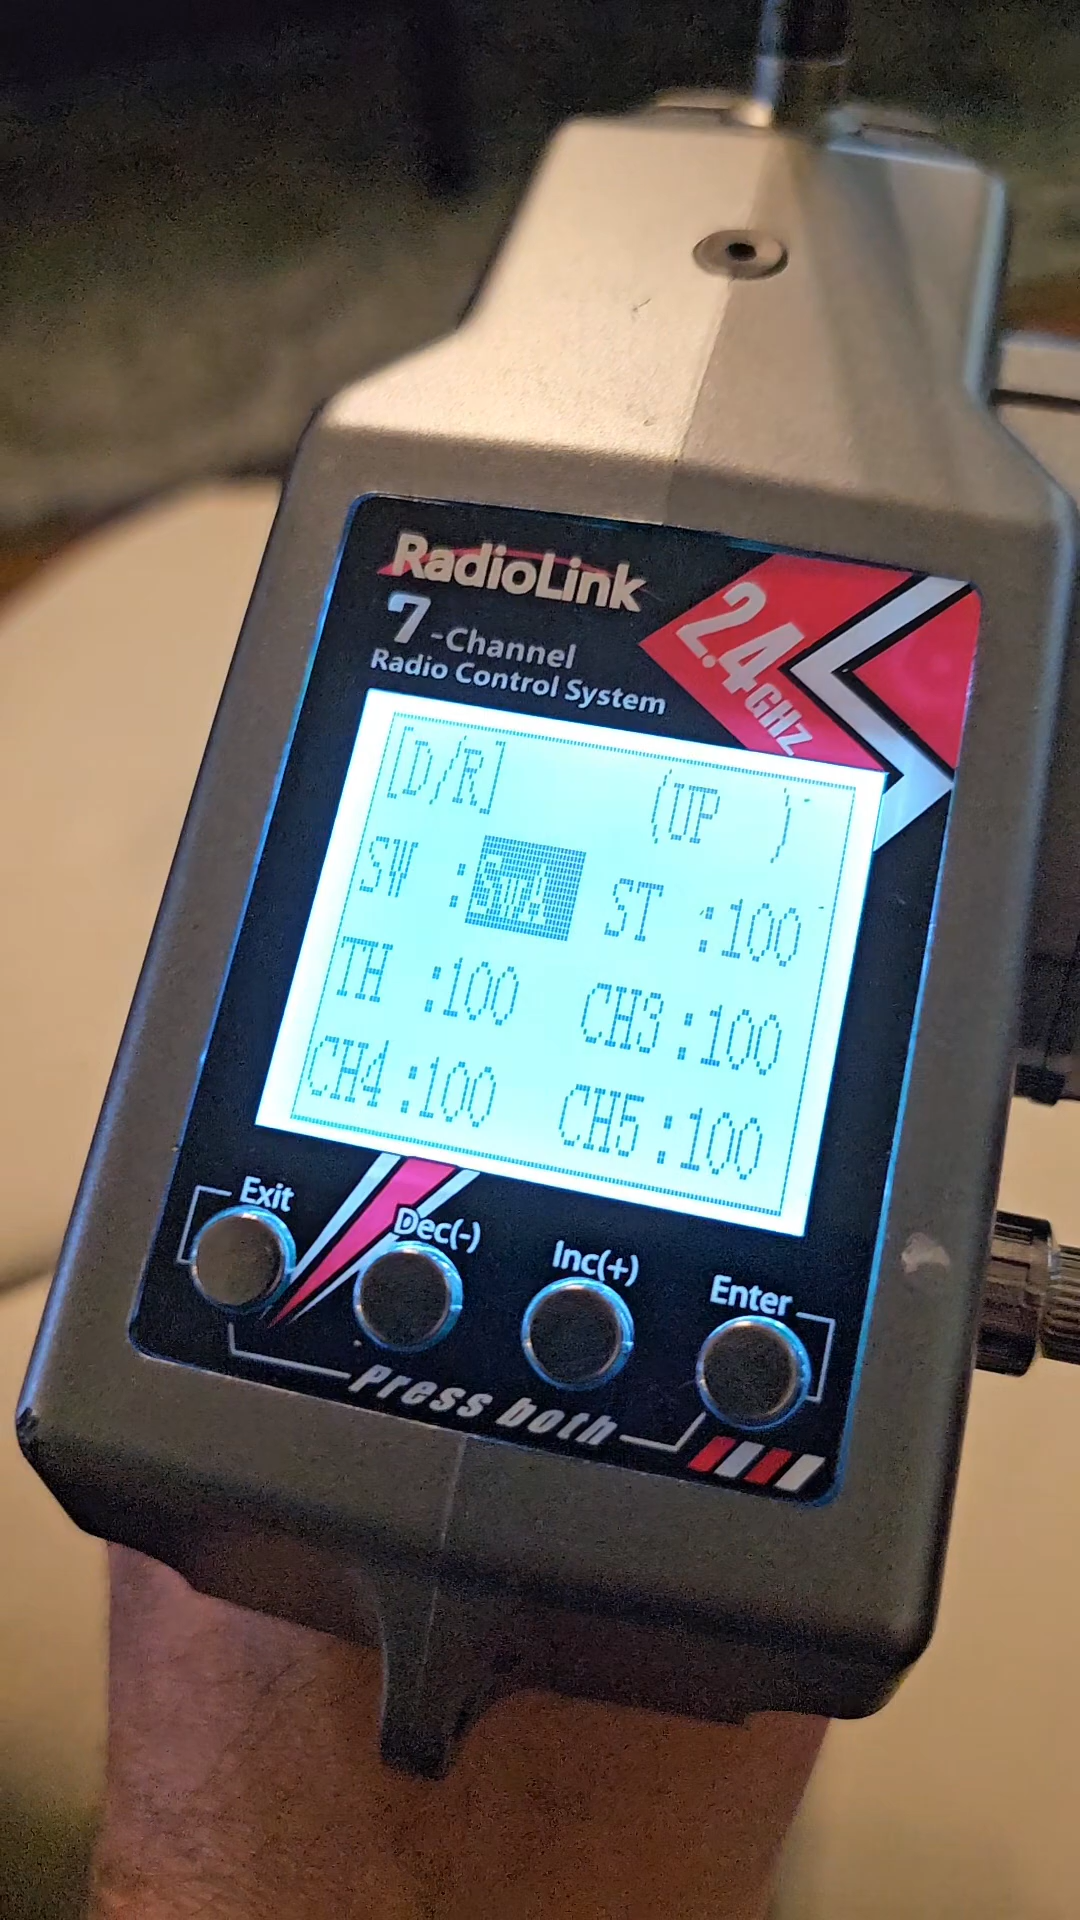 RadioLink
7-Channel
Radio Control System
2.4GHz
[D/R] (UP )
SW :SWA ST :100
TH :100 CH3:100
CH4:100 CH5:100
Exit Dec(-) Inc(+) Enter
Press both